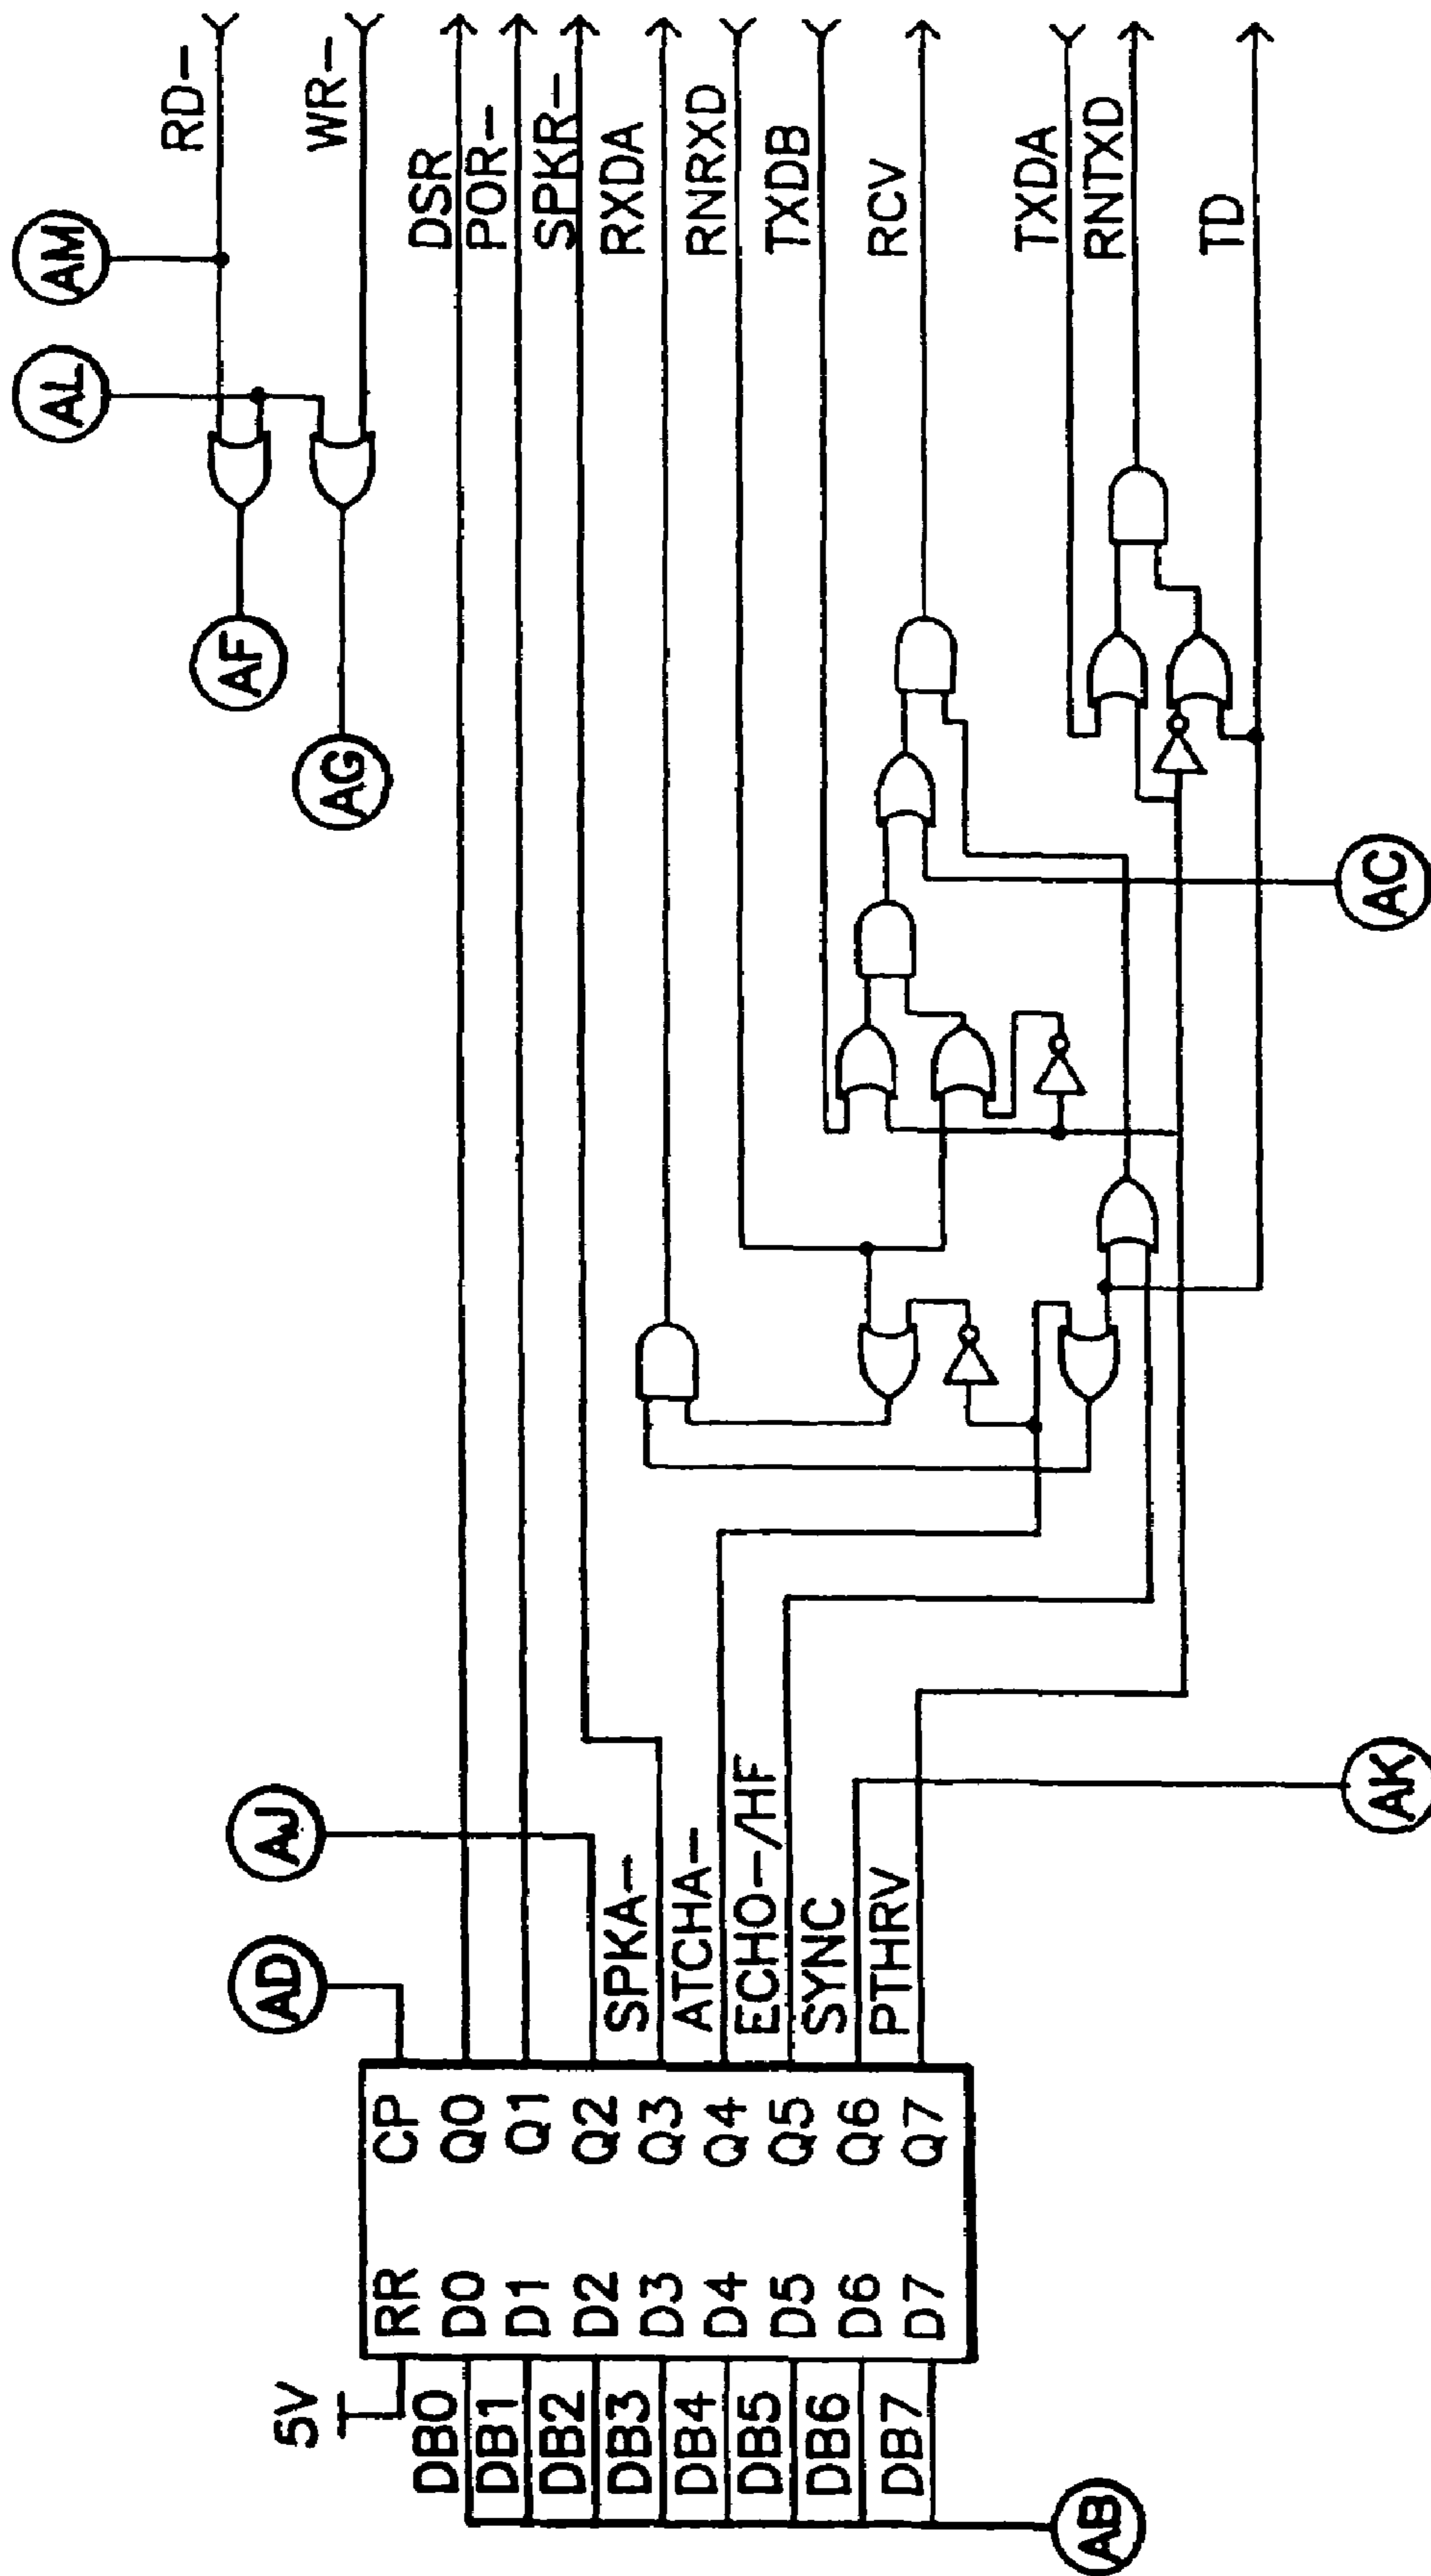 5V
RR
CP
DB0
D0
Q0
DB1
D1
Q1
DB2
D2
Q2
DB3
D3
Q3
DB4
D4
Q4
DB5
D5
Q5
DB6
D6
Q6
DB7
D7
Q7
AB
AD
AJ
SPKA-
ATCHA-
ECHO-/HF
SYNC
PTHRV
AK
AC
AG
AF
AL
AM
RD-
WR-
DSR
POR-
SPKR-
RXDA
RNRXD
TXDB
RCV
TXDA
RNTXD
TD